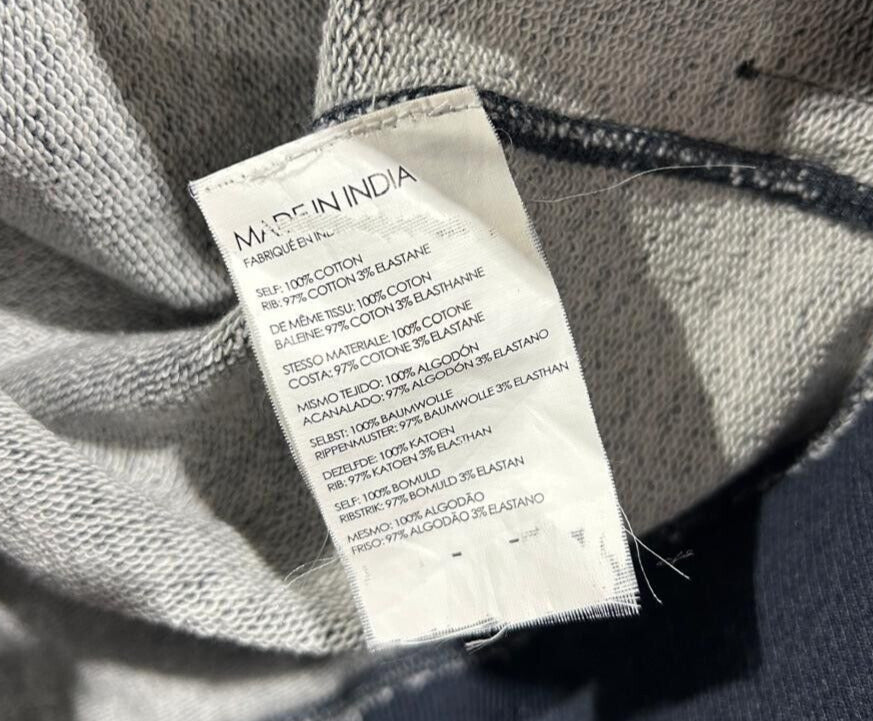 MADE IN INDIA
FABRIQUÉ EN
SELF: 100% COTTON
RIB: 97% COTTON 3% ELASTANE
DE MÊME TISSU: 100% COTON
BALEINE: 97% COTON 3% ELASTHANNE
STESSO MATERIALE: 100% COTONE
COSTA: 97% COTONE 3% ELASTANE
MISMO TEJIDO: 100% ALGODÓN
ACANALADO: 97% ALGODÓN 3% ELASTANO
SELBST: 100% BAUMWOLLE
RIPPENMUSTER: 97% BAUMWOLLE 3% ELASTHAN
DEZELFDE: 100% KATOEN
RIB: 97% KATOEN 3% ELASTHAN
SELF: 100% BOMULD
RIBSTRIK: 97% BOMULD 3% ELASTAN
MESMO: 100% ALGODÃO
FRISO: 97% ALGODÃO 3% ELASTANO